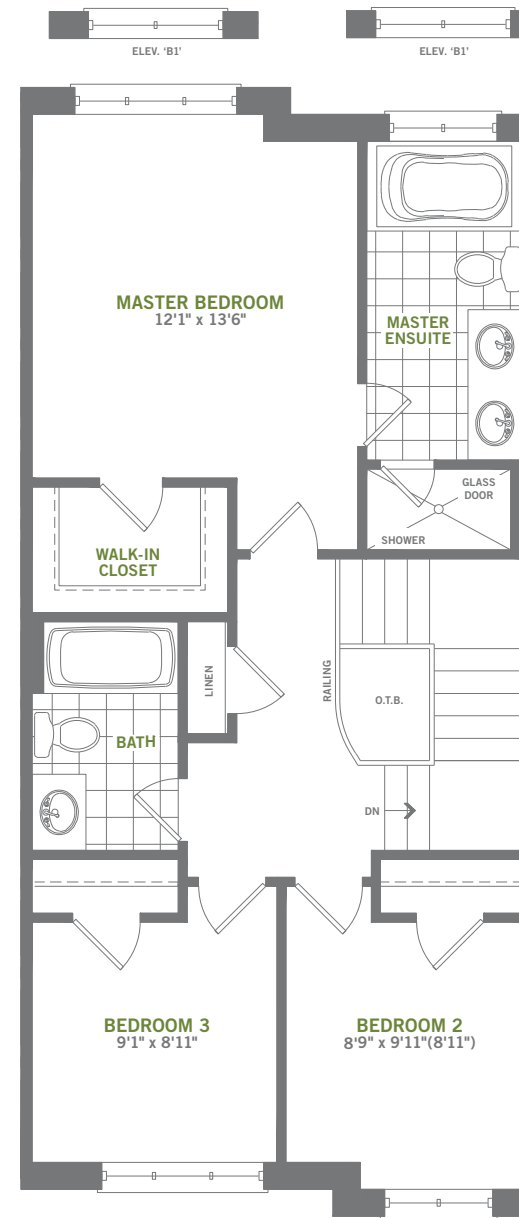 ELEV. 'B1'
ELEV. 'B1'
MASTER BEDROOM
12'1" x 13'6"
MASTER
ENSUITE
GLASS
DOOR
SHOWER
WALK-IN
CLOSET
LINEN
RAILING
O.T.B.
BATH
DN
BEDROOM 3
9'1" x 8'11"
BEDROOM 2
8'9" x 9'11"(8'11")